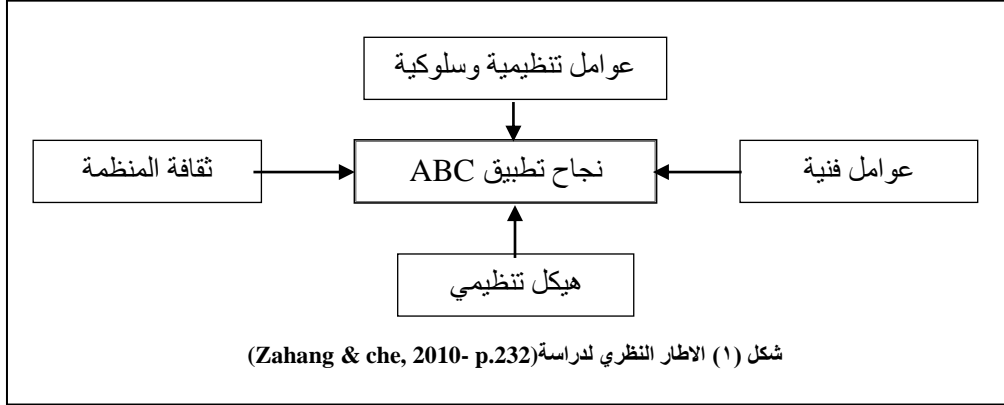 عوامل تنظيمية وسلوكية
عوامل فنية
نجاح تطبيق ABC
ثقافة المنظمة
هيكل تنظيمي
شكل (١) الاطار النظري لدراسة(Zahang & che, 2010- p.232)